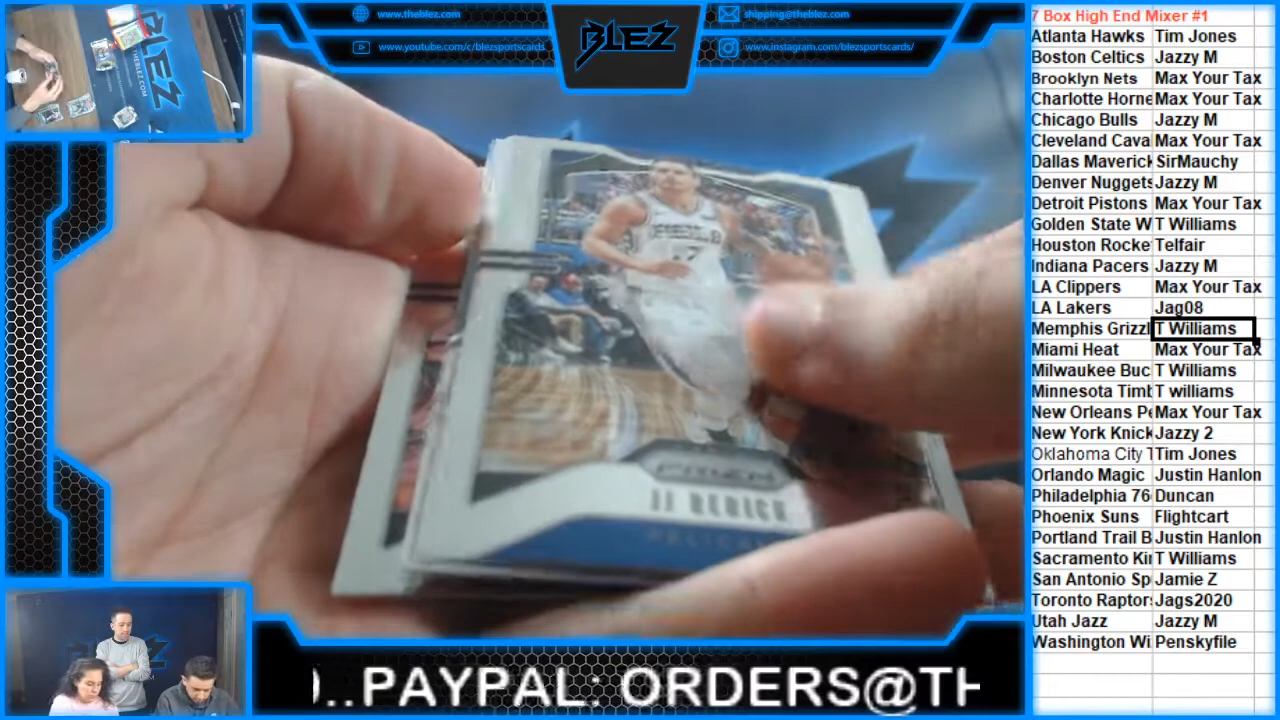 www.theblez.com
shipping@theblez.com
www.youtube.com/c/blezsportscards
www.instagram.com/blezsportscards/
BLEZ
BLEZ
THEBLEZ.COM
PRIZM
JJ REDICK
PELICANS
)..PAYPAL: ORDERS@TH
7 Box High End Mixer #1
Atlanta Hawks Tim Jones
Boston Celtics Jazzy M
Brooklyn Nets Max Your Tax
Charlotte Horne Max Your Tax
Chicago Bulls Jazzy M
Cleveland Cava Max Your Tax
Dallas Maverick SirMauchy
Denver Nuggets Jazzy M
Detroit Pistons Max Your Tax
Golden State W T Williams
Houston Rocke Telfair
Indiana Pacers Jazzy M
LA Clippers Max Your Tax
LA Lakers Jag08
Memphis Grizzl T Williams
Miami Heat Max Your Tax
Milwaukee Buc T Williams
Minnesota Timb T williams
New Orleans Pe Max Your Tax
New York Knick Jazzy 2
Oklahoma City T Tim Jones
Orlando Magic Justin Hanlon
Philadelphia 76 Duncan
Phoenix Suns Flightcart
Portland Trail B Justin Hanlon
Sacramento Kin T Williams
San Antonio Sp Jamie Z
Toronto Raptors Jags2020
Utah Jazz Jazzy M
Washington Wi Penskyfile